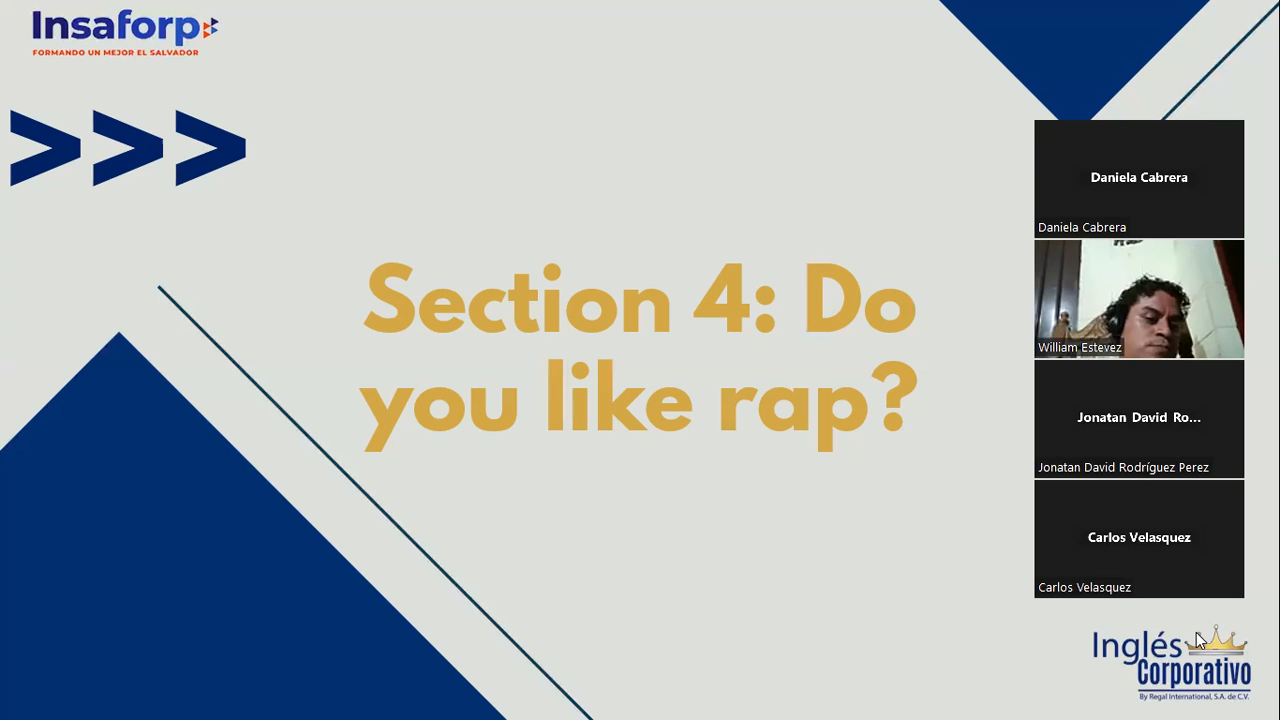 Insaforp
FORMANDO UN MEJOR EL SALVADOR
>>>
Section 4: Do
you like rap?
Daniela Cabrera
Daniela Cabrera
William Estevez
Jonatan David Ro...
Jonatan David Rodríguez Perez
Carlos Velasquez
Carlos Velasquez
Inglés
Corporativo
By Regal International, S.A. de C.V.